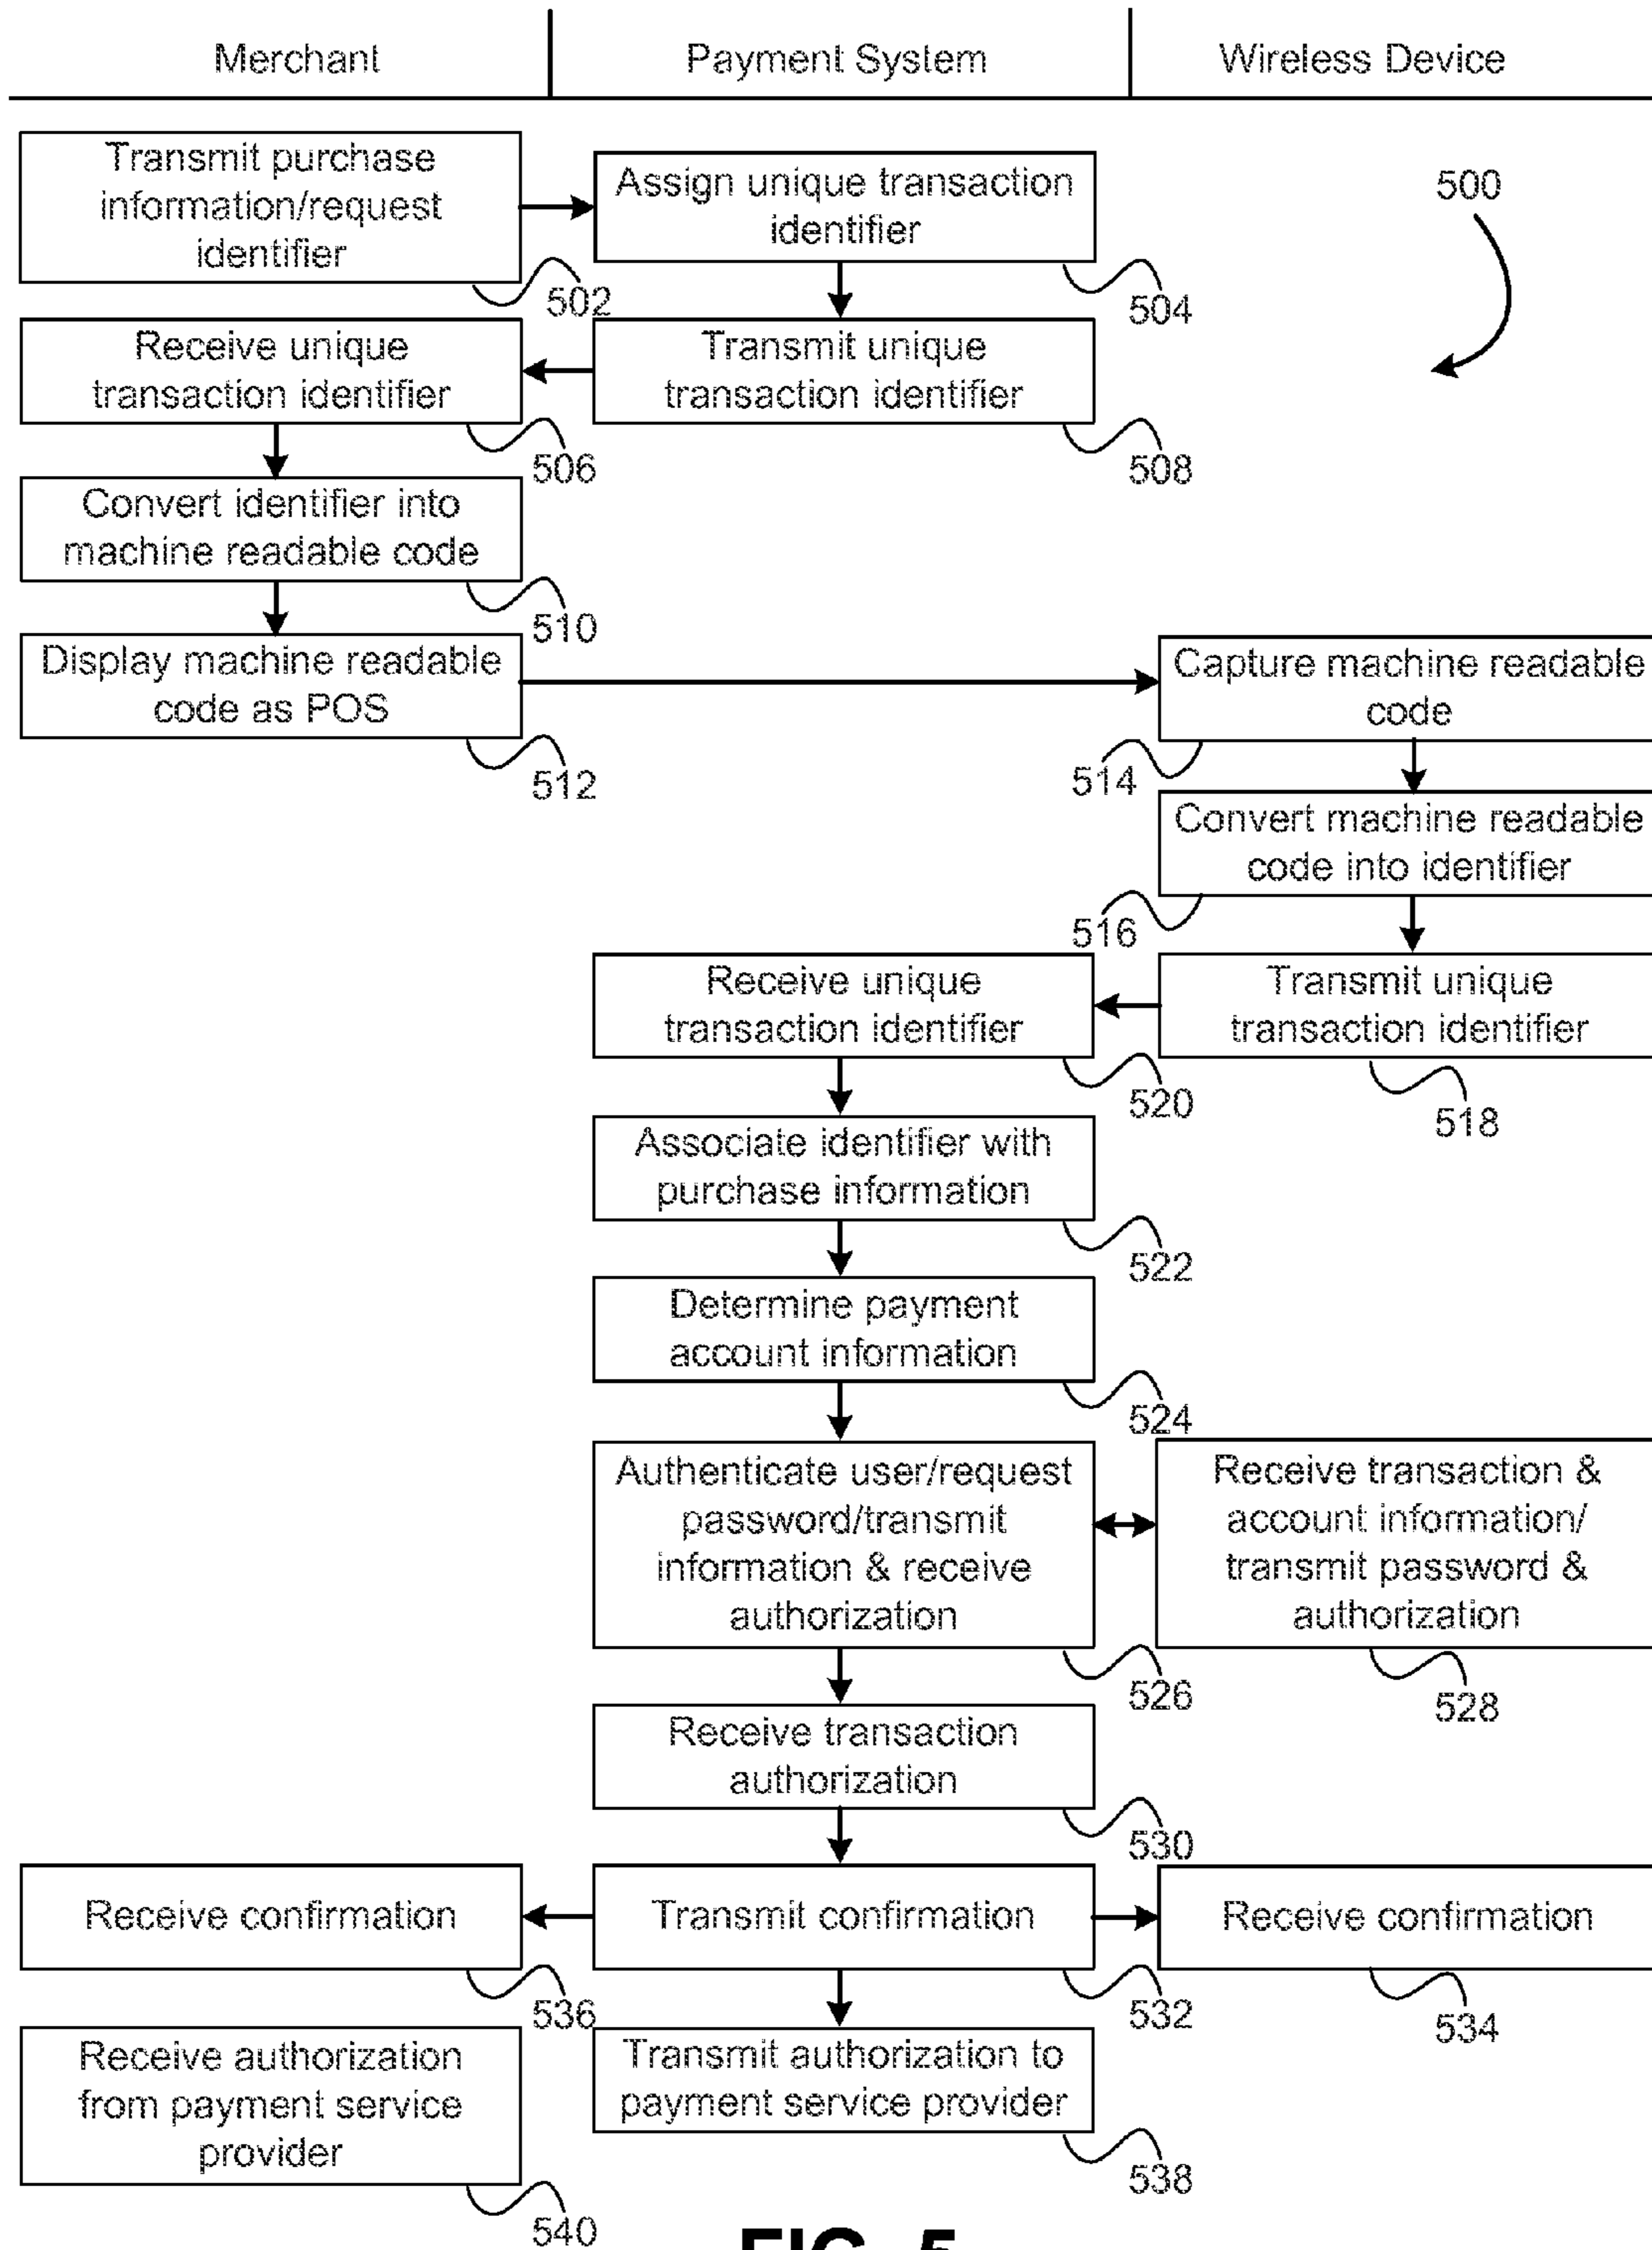 Merchant
Payment System
Wireless Device
Transmit purchase
information/request
identifier
502
Assign unique transaction
identifier
504
500
Receive unique
transaction identifier
506
Transmit unique
transaction identifier
508
Convert identifier into
machine readable code
510
Display machine readable
code as POS
512
Capture machine readable
code
514
Convert machine readable
code into identifier
516
Receive unique
transaction identifier
520
Transmit unique
transaction identifier
518
Associate identifier with
purchase information
522
Determine payment
account information
524
Authenticate user/request
password/transmit
information & receive
authorization
526
Receive transaction &
account information/
transmit password &
authorization
528
Receive transaction
authorization
530
Receive confirmation
536
Transmit confirmation
532
Receive confirmation
534
Receive authorization
from payment service
provider
540
Transmit authorization to
payment service provider
538
FIG. 5